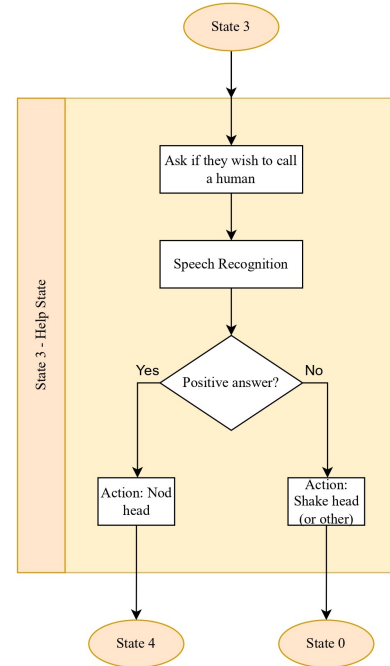 State 3
State 3 - Help State
Ask if they wish to call
a human
Speech Recognition
Positive answer?
Yes
No
Action: Nod
head
Action:
Shake head
(or other)
State 4
State 0